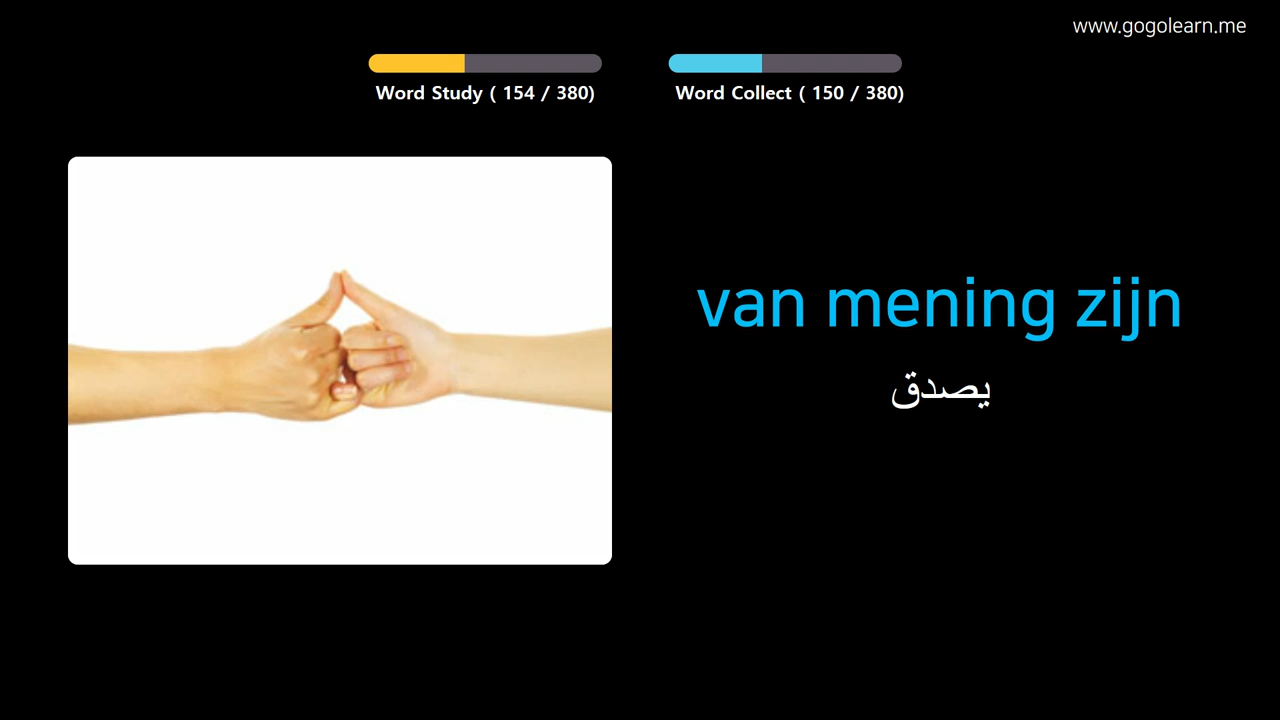 www.gogolearn.me
Word Study ( 154 / 380)
Word Collect ( 150 / 380)
van mening zijn
يصدق